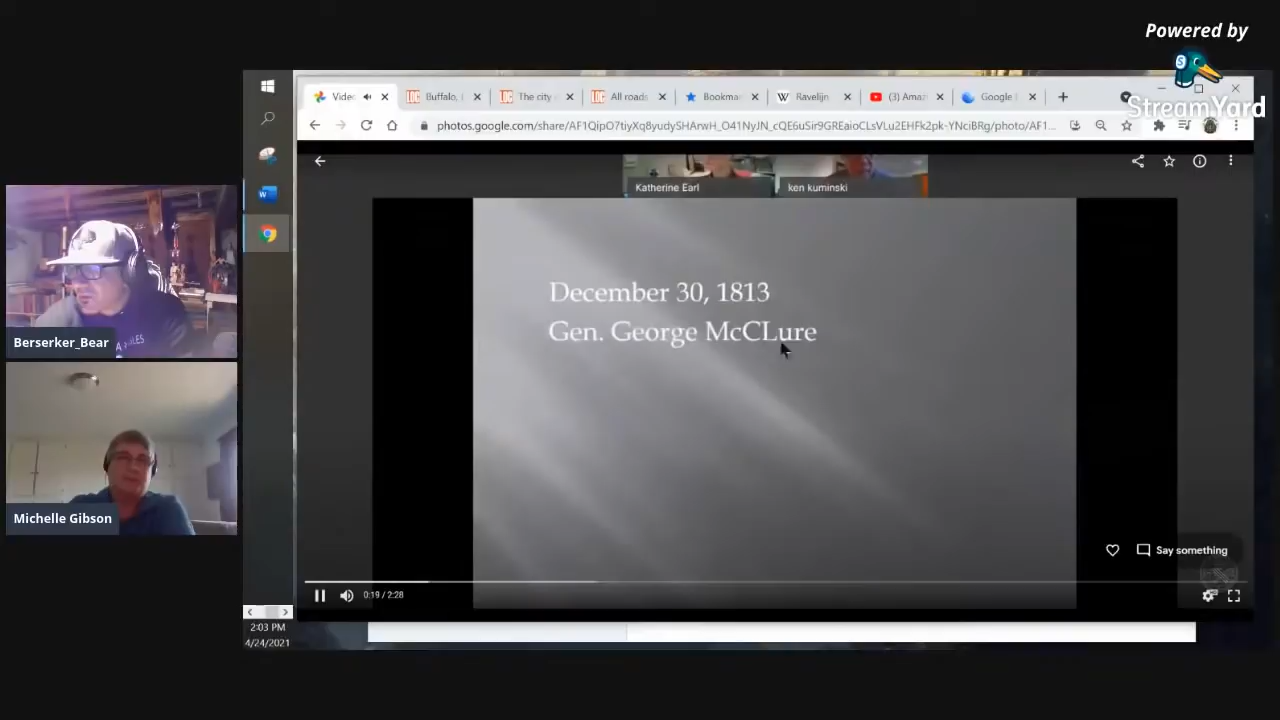 Powered by
StreamYard
Video
Buffalo,
The city
All roads
Bookma
Ravelijn
(3) Ama
Google
photos.google.com/share/AF1QipO7tiyXq8yudySHArwH_O41NyJN_cQE6uSir9GREaioCLsVLu2EHFk2pk-YNciBRg/photo/AF1...
Katherine Earl
ken kuminski
December 30, 1813
Gen. George McCLure
Berserker_Bear
Michelle Gibson
Say something
0:19 / 2:28
2:03 PM
4/24/2021